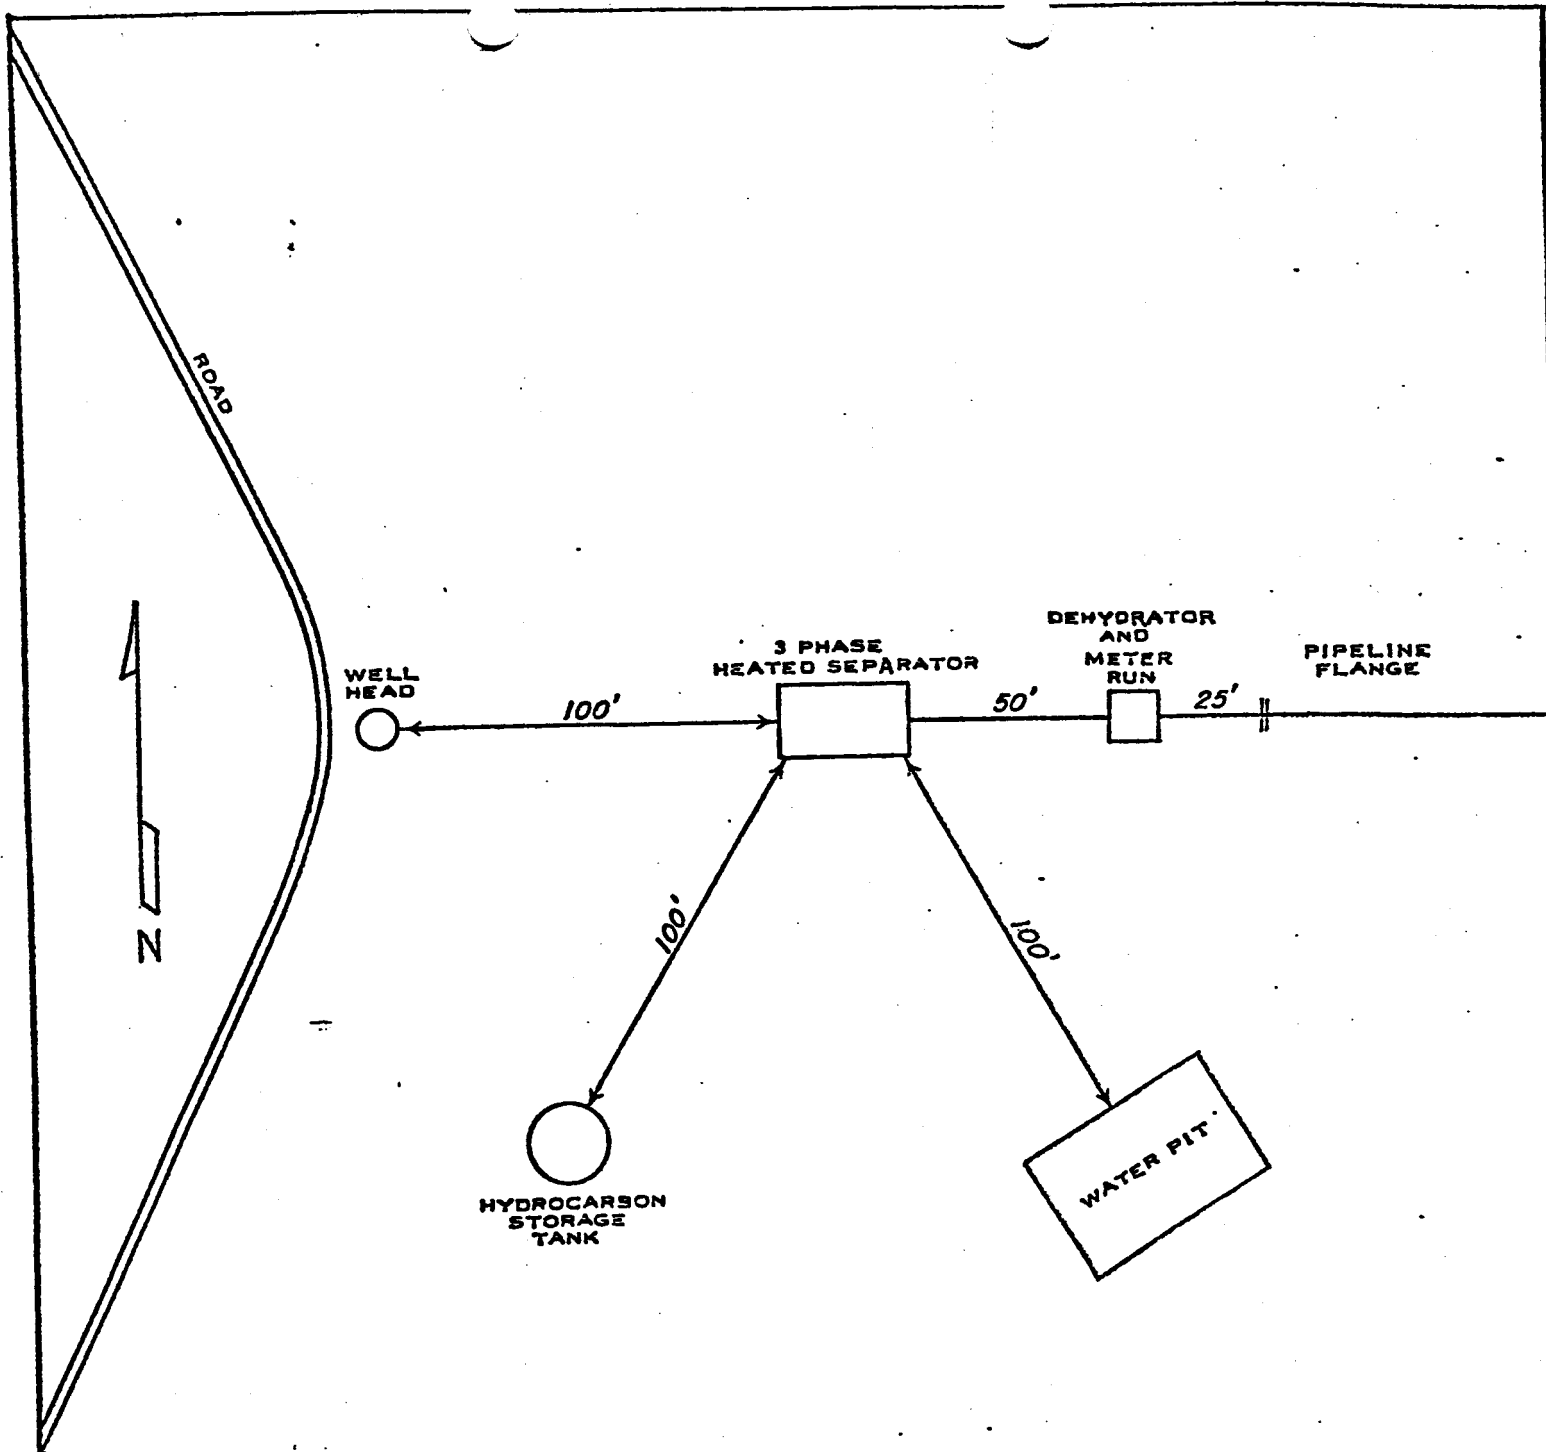 ROAD
WELL
HEAD
100'
3 PHASE
HEATED SEPARATOR
50'
DEHYDRATOR
AND
METER
RUN
25'
PIPELINE
FLANGE
100'
100'
N
HYDROCARBON
STORAGE
TANK
WATER PIT